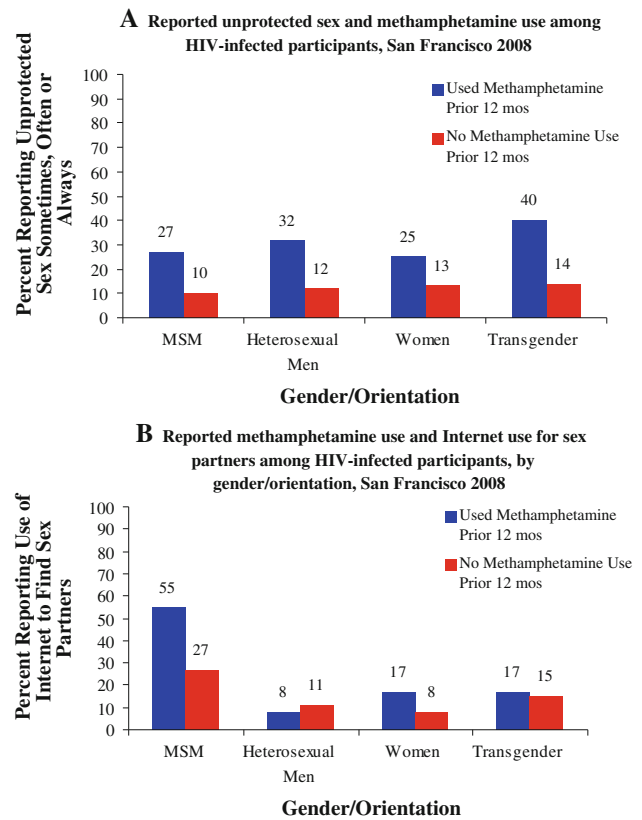 A Reported unprotected sex and methamphetamine use among
HIV-infected participants, San Francisco 2008
Percent Reporting Unprotected
Sex Sometimes, Often or
Always
100
90
80
70
60
50
40
30
20
10
0
Used Methamphetamine
Prior 12 mos
No Methamphetamine Use
Prior 12 mos
27
10
32
12
25
13
40
14
MSM
Heterosexual
Men
Women
Transgender
Gender/Orientation
B Reported methamphetamine use and Internet use for sex
partners among HIV-infected participants, by
gender/orientation, San Francisco 2008
Percent Reporting Use of
Internet to Find Sex
Partners
100
90
80
70
60
50
40
30
20
10
0
Used Methamphetamine
Prior 12 mos
No Methamphetamine Use
Prior 12 mos
55
27
8
11
17
8
17
15
MSM
Heterosexual
Men
Women
Transgender
Gender/Orientation